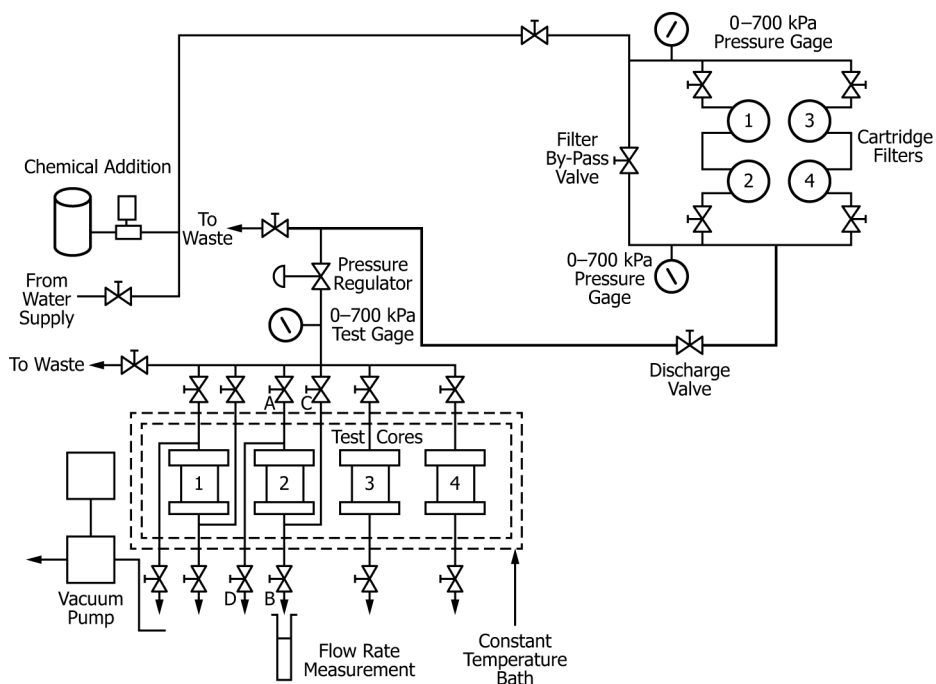 0–700 kPa
Pressure Gage
1
3
Filter
By-Pass
Valve
Cartridge
Filters
2
4
Chemical Addition
To
Waste
0–700 kPa
Pressure
Gage
From
Water
Supply
Pressure
Regulator
0–700 kPa
Test Gage
To Waste
Discharge
Valve
A
C
Test Cores
1
2
3
4
D
B
Vacuum
Pump
Flow Rate
Measurement
Constant
Temperature
Bath